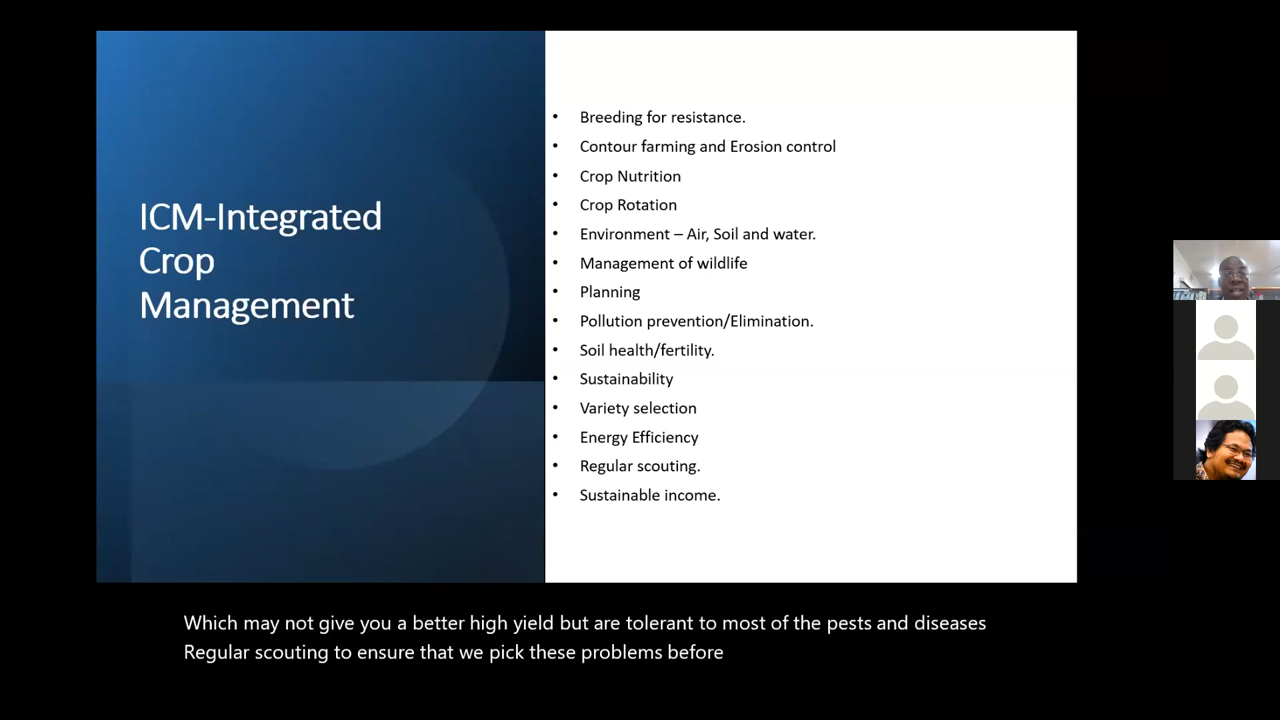 ICM-Integrated
Crop
Management
• Breeding for resistance.
• Contour farming and Erosion control
• Crop Nutrition
• Crop Rotation
• Environment – Air, Soil and water.
• Management of wildlife
• Planning
• Pollution prevention/Elimination.
• Soil health/fertility.
• Sustainability
• Variety selection
• Energy Efficiency
• Regular scouting.
• Sustainable income.
Which may not give you a better high yield but are tolerant to most of the pests and diseases
Regular scouting to ensure that we pick these problems before